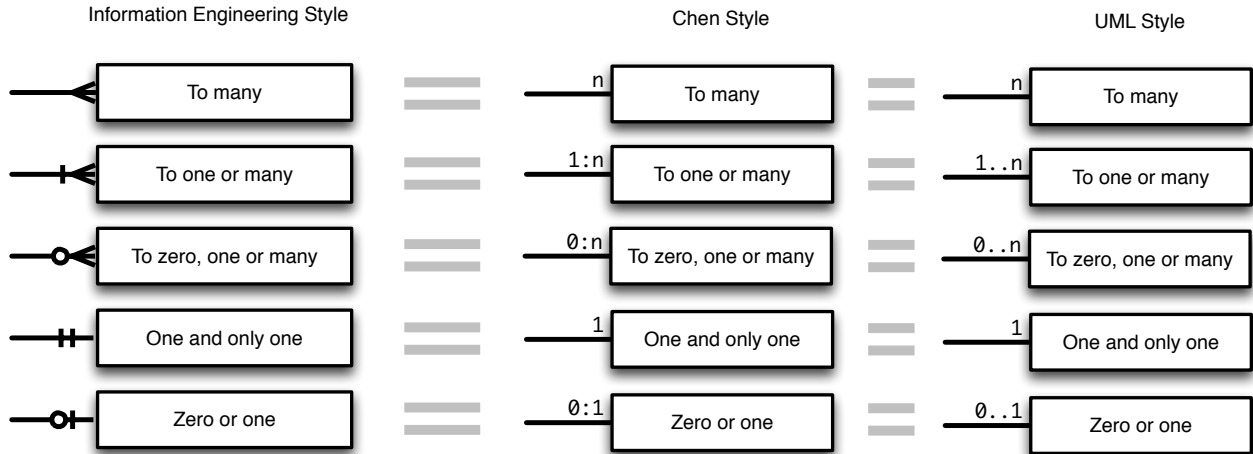 Information Engineering Style
Chen Style
UML Style
To many
n
To many
n
To many
To one or many
1:n
To one or many
1..n
To one or many
To zero, one or many
0:n
To zero, one or many
0..n
To zero, one or many
One and only one
1
One and only one
1
One and only one
Zero or one
0:1
Zero or one
0..1
Zero or one